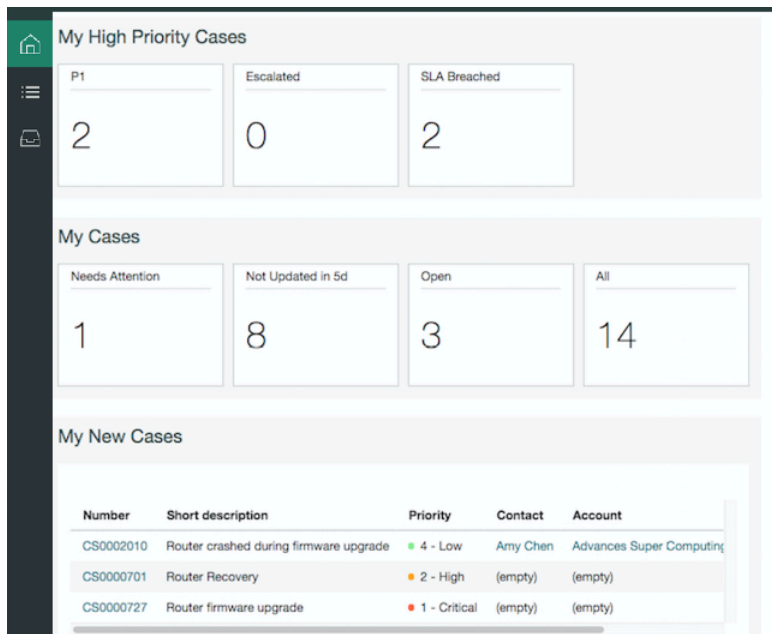 My High Priority Cases
P1 Escalated SLA Breached
2 0 2
My Cases
Needs Attention Not Updated in 5d Open All
1 8 3 14
My New Cases
Number Short description Priority Contact Account
CS0002010 Router crashed during firmware upgrade 4 - Low Amy Chen Advances Super Computing
CS0000701 Router Recovery 2 - High (empty) (empty)
CS0000727 Router firmware upgrade 1 - Critical (empty) (empty)